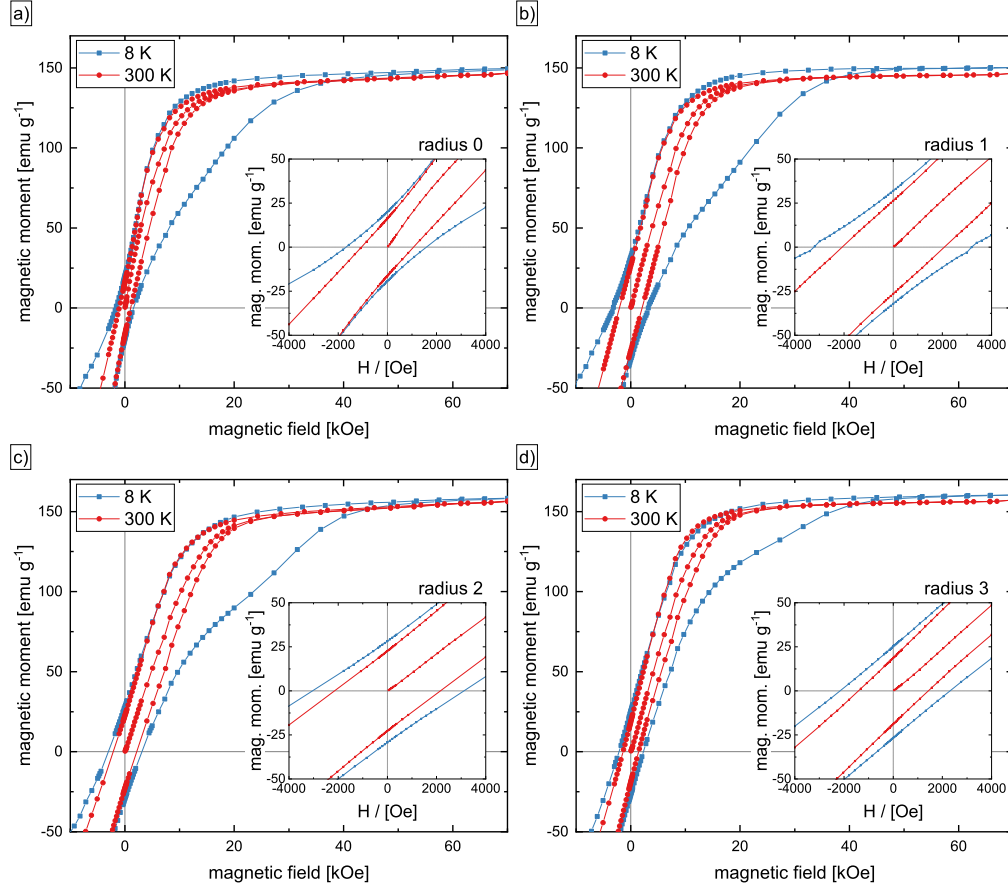 a)
8 K
300 K
150
100
50
0
-50
0 20 40 60
magnetic moment [emu g⁻¹]
magnetic field [kOe]
radius 0
50
25
0
-25
-50
-4000 -2000 0 2000 4000
mag. mom. [emu g⁻¹]
H / [Oe]
b)
8 K
300 K
150
100
50
0
-50
0 20 40 60
magnetic moment [emu g⁻¹]
magnetic field [kOe]
radius 1
50
25
0
-25
-50
-4000 -2000 0 2000 4000
mag. mom. [emu g⁻¹]
H / [Oe]
c)
8 K
300 K
150
100
50
0
-50
0 20 40 60
magnetic moment [emu g⁻¹]
magnetic field [kOe]
radius 2
50
25
0
-25
-50
-4000 -2000 0 2000 4000
mag. mom. [emu g⁻¹]
H / [Oe]
d)
8 K
300 K
150
100
50
0
-50
0 20 40 60
magnetic moment [emu g⁻¹]
magnetic field [kOe]
radius 3
50
25
0
-25
-50
-4000 -2000 0 2000 4000
mag. mom. [emu g⁻¹]
H / [Oe]